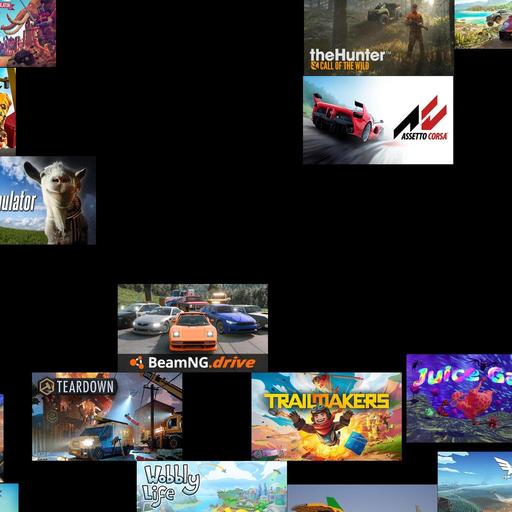 theHunter
CALL OF THE WILD
ASSETTO CORSA
ulator
BeamNG.drive
TEARDOWN
TRAILMAKERS
Juice Ga
Wobbly
Life